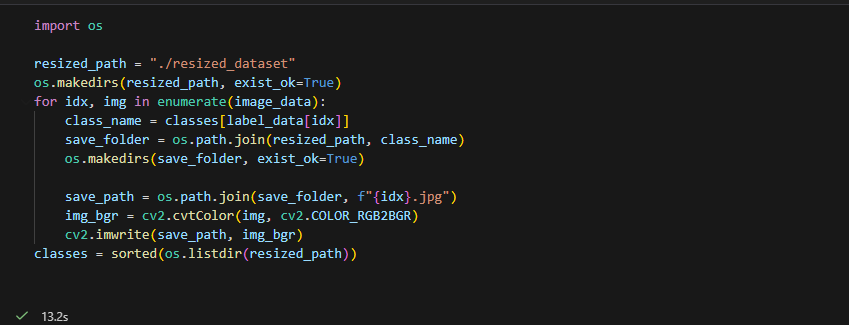 import os
resized_path = "./resized_dataset"
os.makedirs(resized_path, exist_ok=True)
for idx, img in enumerate(image_data):
    class_name = classes[label_data[idx]]
    save_folder = os.path.join(resized_path, class_name)
    os.makedirs(save_folder, exist_ok=True)
    save_path = os.path.join(save_folder, f"{idx}.jpg")
    img_bgr = cv2.cvtColor(img, cv2.COLOR_RGB2BGR)
    cv2.imwrite(save_path, img_bgr)
classes = sorted(os.listdir(resized_path))
13.2s